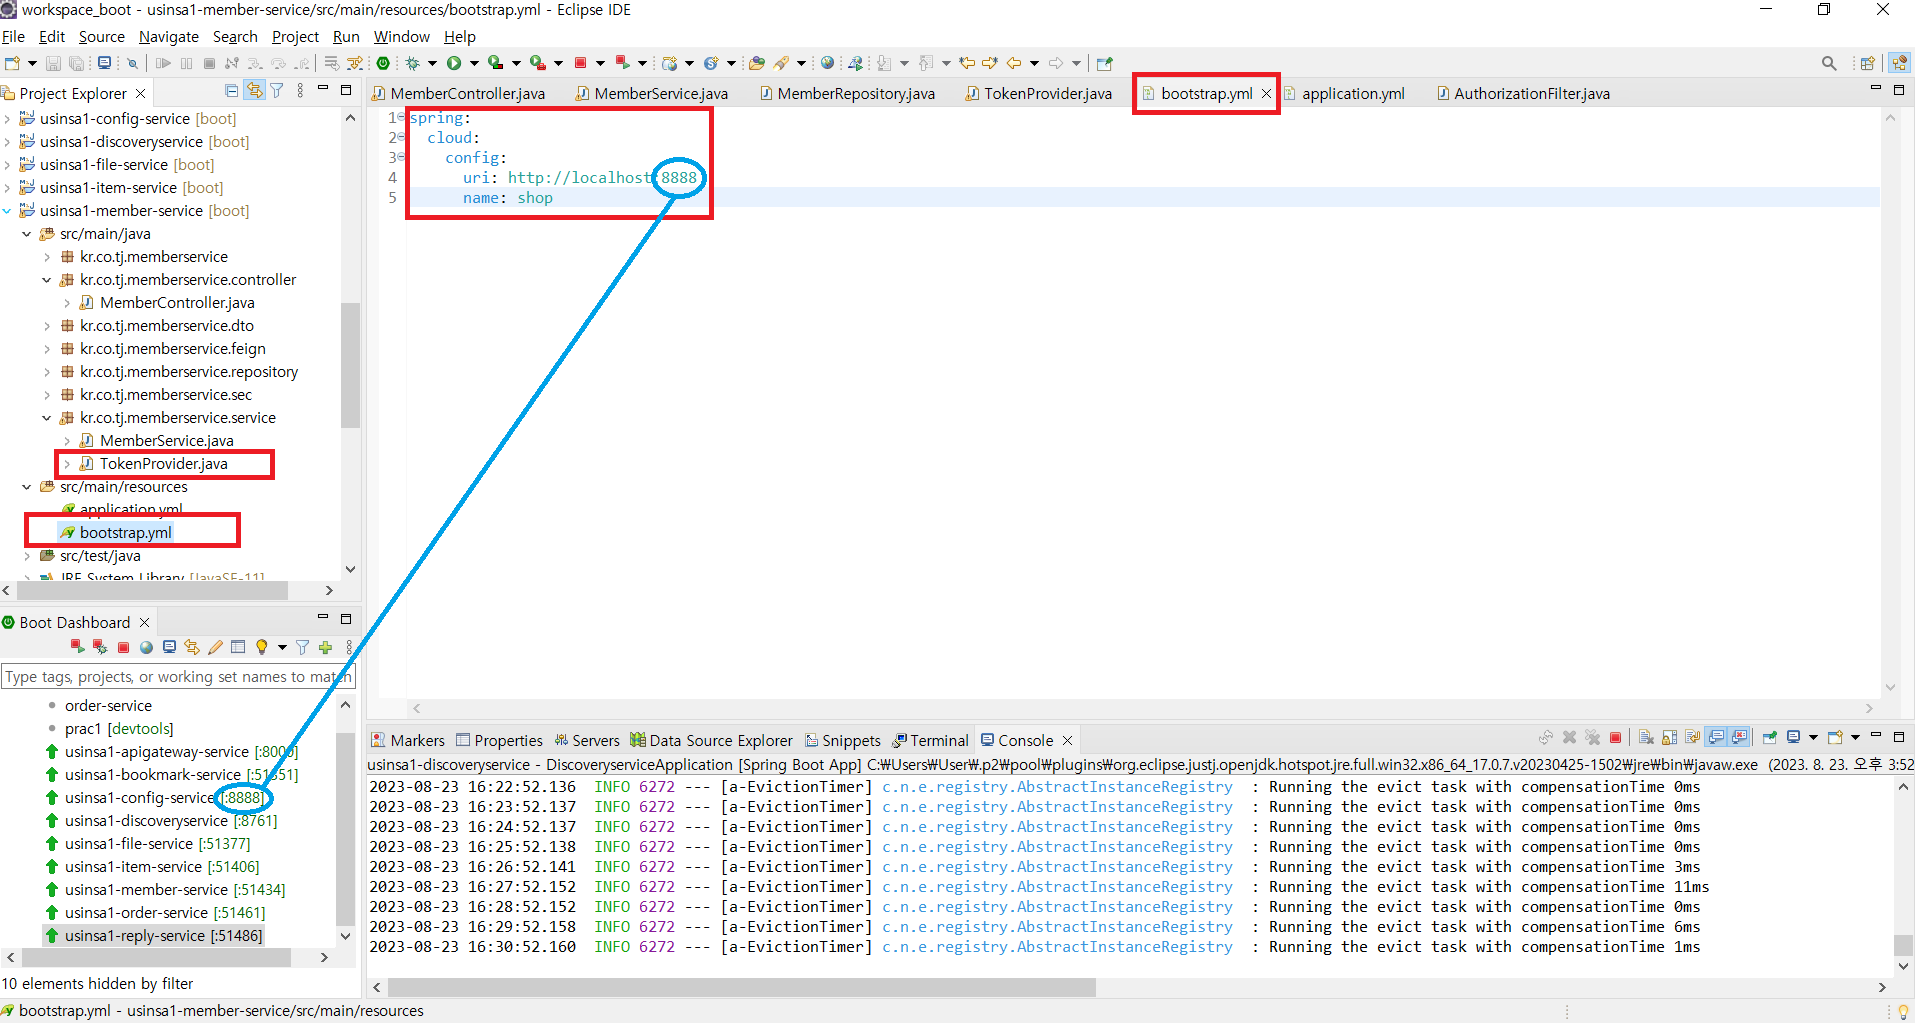 workspace_boot - usinsa1-member-service/src/main/resources/bootstrap.yml - Eclipse IDE
File Edit Source Navigate Search Project Run Window Help
Project Explorer
usinsa1-config-service [boot]
usinsa1-discoveryservice [boot]
usinsa1-file-service [boot]
usinsa1-item-service [boot]
usinsa1-member-service [boot]
src/main/java
kr.co.tj.memberservice
kr.co.tj.memberservice.controller
MemberController.java
kr.co.tj.memberservice.dto
kr.co.tj.memberservice.feign
kr.co.tj.memberservice.repository
kr.co.tj.memberservice.sec
kr.co.tj.memberservice.service
MemberService.java
TokenProvider.java
src/main/resources
application.yml
bootstrap.yml
src/test/java
JRE System Library [JavaSE-11]
MemberController.java MemberService.java MemberRepository.java TokenProvider.java bootstrap.yml application.yml AuthorizationFilter.java
1 spring:
2 cloud:
3 config:
4 uri: http://localhost:8888
5 name: shop
Boot Dashboard
Type tags, projects, or working set names to match
order-service
prac1 [devtools]
usinsa1-apigateway-service [:8000]
usinsa1-bookmark-service [:51351]
usinsa1-config-service [:8888]
usinsa1-discoveryservice [:8761]
usinsa1-file-service [:51377]
usinsa1-item-service [:51406]
usinsa1-member-service [:51434]
usinsa1-order-service [:51461]
usinsa1-reply-service [:51486]
10 elements hidden by filter
Markers Properties Servers Data Source Explorer Snippets Terminal Console
usinsa1-discoveryservice - DiscoveryserviceApplication [Spring Boot App] C:₩Users₩User₩.p2₩pool₩plugins₩org.eclipse.justj.openjdk.hotspot.jre.full.win32.x86_64_17.0.7.v20230425-1502₩jre₩bin₩javaw.exe (2023. 8. 23. 오후 3:52
2023-08-23 16:22:52.136 INFO 6272 --- [a-EvictionTimer] c.n.e.registry.AbstractInstanceRegistry : Running the evict task with compensationTime 0ms
2023-08-23 16:23:52.137 INFO 6272 --- [a-EvictionTimer] c.n.e.registry.AbstractInstanceRegistry : Running the evict task with compensationTime 0ms
2023-08-23 16:24:52.137 INFO 6272 --- [a-EvictionTimer] c.n.e.registry.AbstractInstanceRegistry : Running the evict task with compensationTime 0ms
2023-08-23 16:25:52.138 INFO 6272 --- [a-EvictionTimer] c.n.e.registry.AbstractInstanceRegistry : Running the evict task with compensationTime 0ms
2023-08-23 16:26:52.141 INFO 6272 --- [a-EvictionTimer] c.n.e.registry.AbstractInstanceRegistry : Running the evict task with compensationTime 3ms
2023-08-23 16:27:52.152 INFO 6272 --- [a-EvictionTimer] c.n.e.registry.AbstractInstanceRegistry : Running the evict task with compensationTime 11ms
2023-08-23 16:28:52.152 INFO 6272 --- [a-EvictionTimer] c.n.e.registry.AbstractInstanceRegistry : Running the evict task with compensationTime 0ms
2023-08-23 16:29:52.158 INFO 6272 --- [a-EvictionTimer] c.n.e.registry.AbstractInstanceRegistry : Running the evict task with compensationTime 6ms
2023-08-23 16:30:52.160 INFO 6272 --- [a-EvictionTimer] c.n.e.registry.AbstractInstanceRegistry : Running the evict task with compensationTime 1ms
bootstrap.yml - usinsa1-member-service/src/main/resources